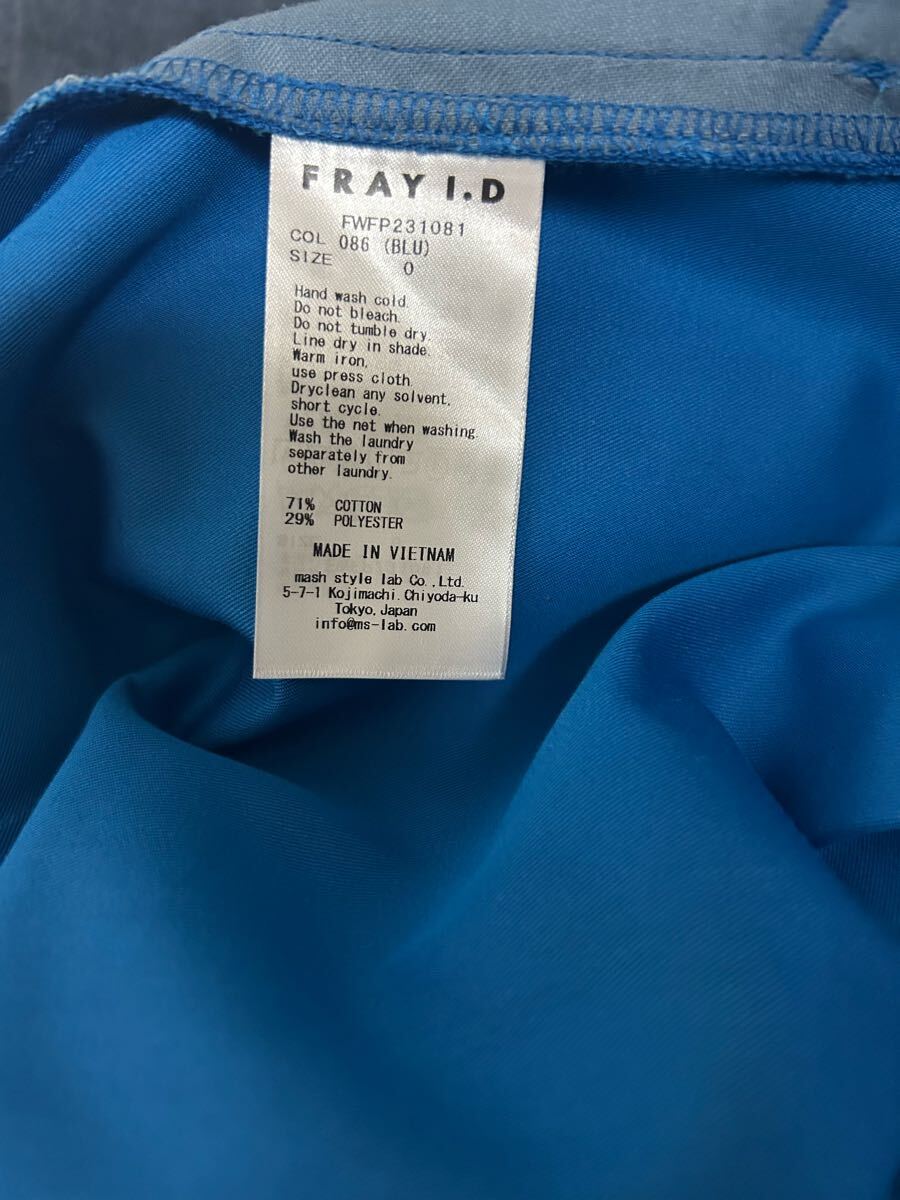 FRAY I.D
FWFP231081
COL 086 (BLU)
SIZE 0
Hand wash cold.
Do not bleach.
Do not tumble dry.
Line dry in shade.
Warm iron,
use press cloth.
Dryclean any solvent,
short cycle.
Use the net when washing.
Wash the laundry
separately from
other laundry.
71% COTTON
29% POLYESTER
MADE IN VIETNAM
mash style lab Co.,Ltd.
5-7-1 Kojimachi, Chiyoda-ku
Tokyo, Japan
info@ms-lab.com